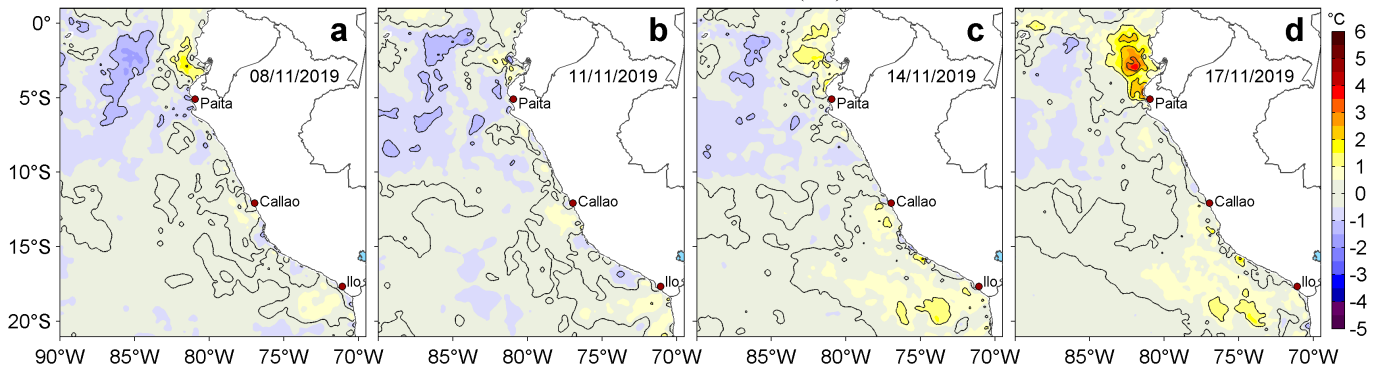 a b c d
°C
08/11/2019 11/11/2019 14/11/2019 17/11/2019
Paita Paita Paita Paita
Callao Callao Callao Callao
Ilo Ilo Ilo Ilo
0°
5°S
10°S
15°S
20°S
90°W 85°W 80°W 75°W 70°W 85°W 80°W 75°W 70°W 85°W 80°W 75°W 70°W 85°W 80°W 75°W 70°W
6
5
4
3
2
1
0
-1
-2
-3
-4
-5